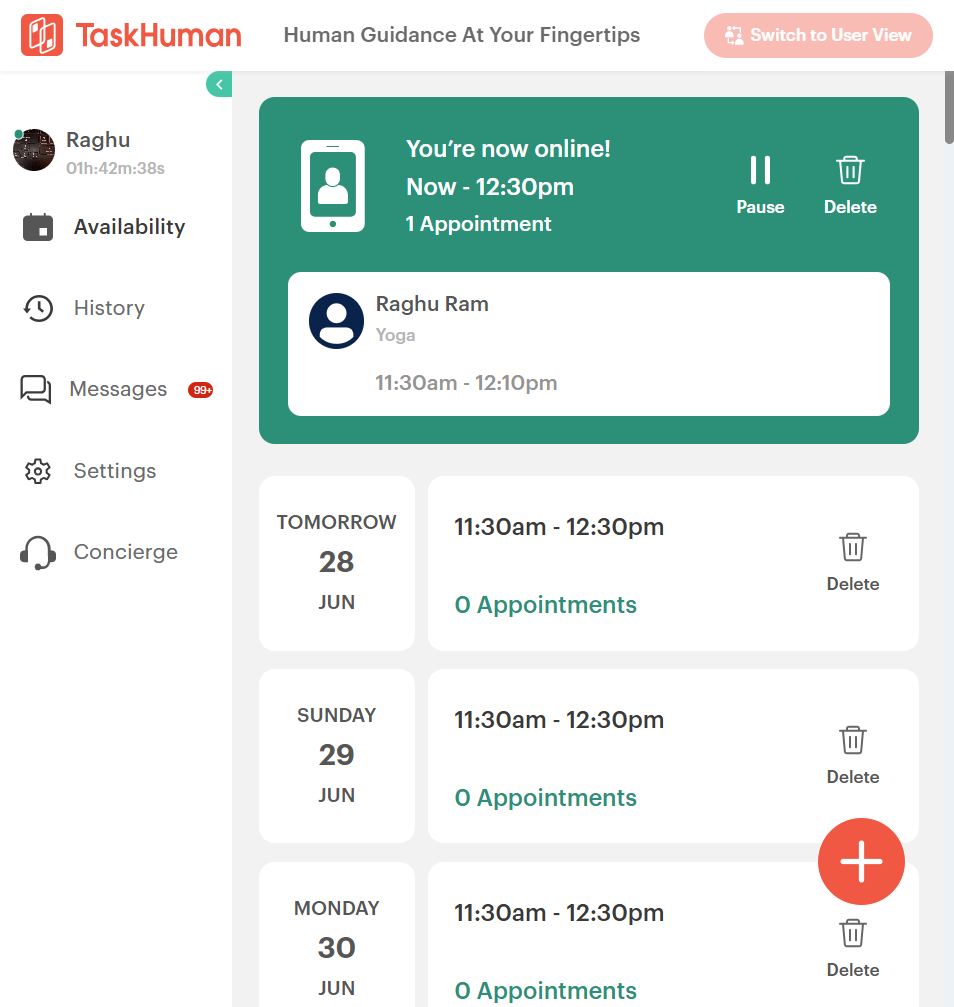 TaskHuman
Human Guidance At Your Fingertips
Switch to User View
Raghu
01h:42m:38s
Availability
History
Messages
99+
Settings
Concierge
You’re now online!
Now - 12:30pm
1 Appointment
Pause
Delete
Raghu Ram
Yoga
11:30am - 12:10pm
TOMORROW
28
JUN
11:30am - 12:30pm
0 Appointments
Delete
SUNDAY
29
JUN
11:30am - 12:30pm
0 Appointments
Delete
MONDAY
30
JUN
11:30am - 12:30pm
0 Appointments
Delete